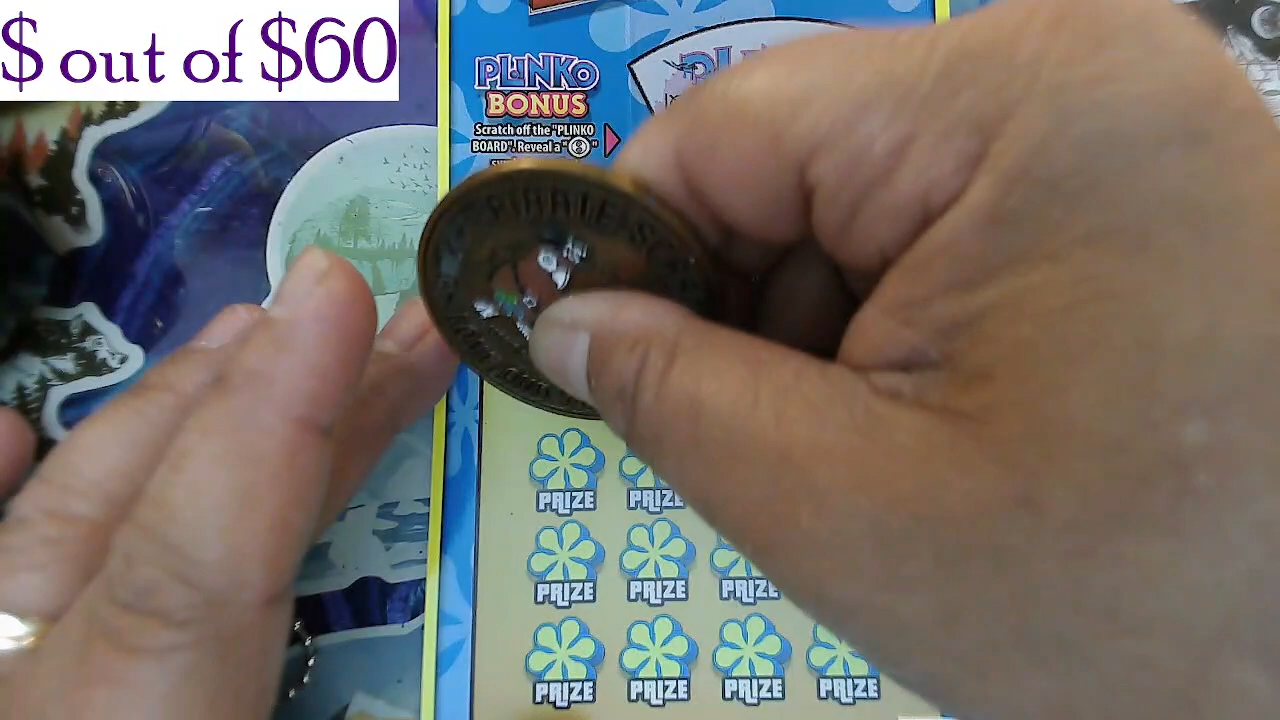 $ out of $60
PLINKO
BONUS
Scratch off the "PLINKO
BOARD". Reveal a " "
PIRATE'S
PRIZE PRIZE
PRIZE PRIZE PRIZE
PRIZE PRIZE PRIZE PRIZE